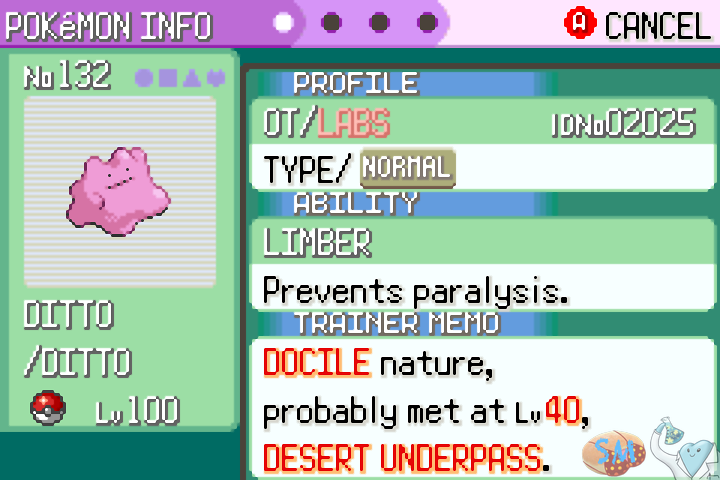 POKéMON INFO
A CANCEL
No132
PROFILE
OT/LABS
IDNo02025
TYPE/ NORMAL
ABILITY
LIMBER
Prevents paralysis.
DITTO
/DITTO
Lv100
TRAINER MEMO
DOCILE nature,
probably met at Lv40,
DESERT UNDERPASS.
SM